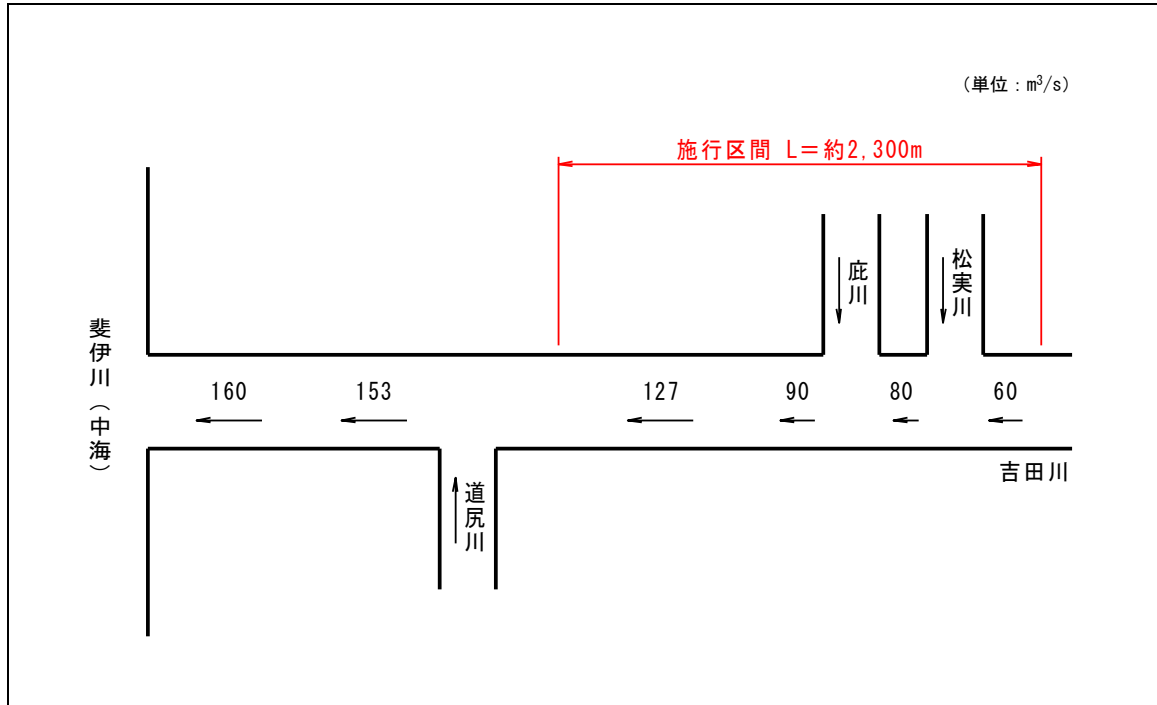 (単位:m³/s)
施行区間 L=約2,300m
庇川
松実川
斐伊川(中海)
160
153
127
90
80
60
吉田川
道尻川